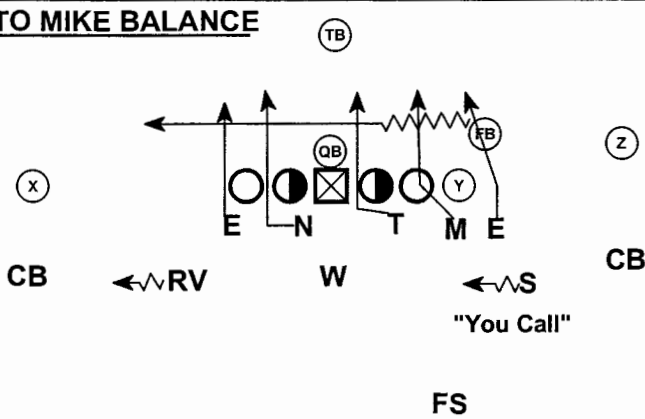 TO MIKE BALANCE
TB
FB
Z
QB
X
Y
E N T M E
CB RV W S CB
"You Call"
FS